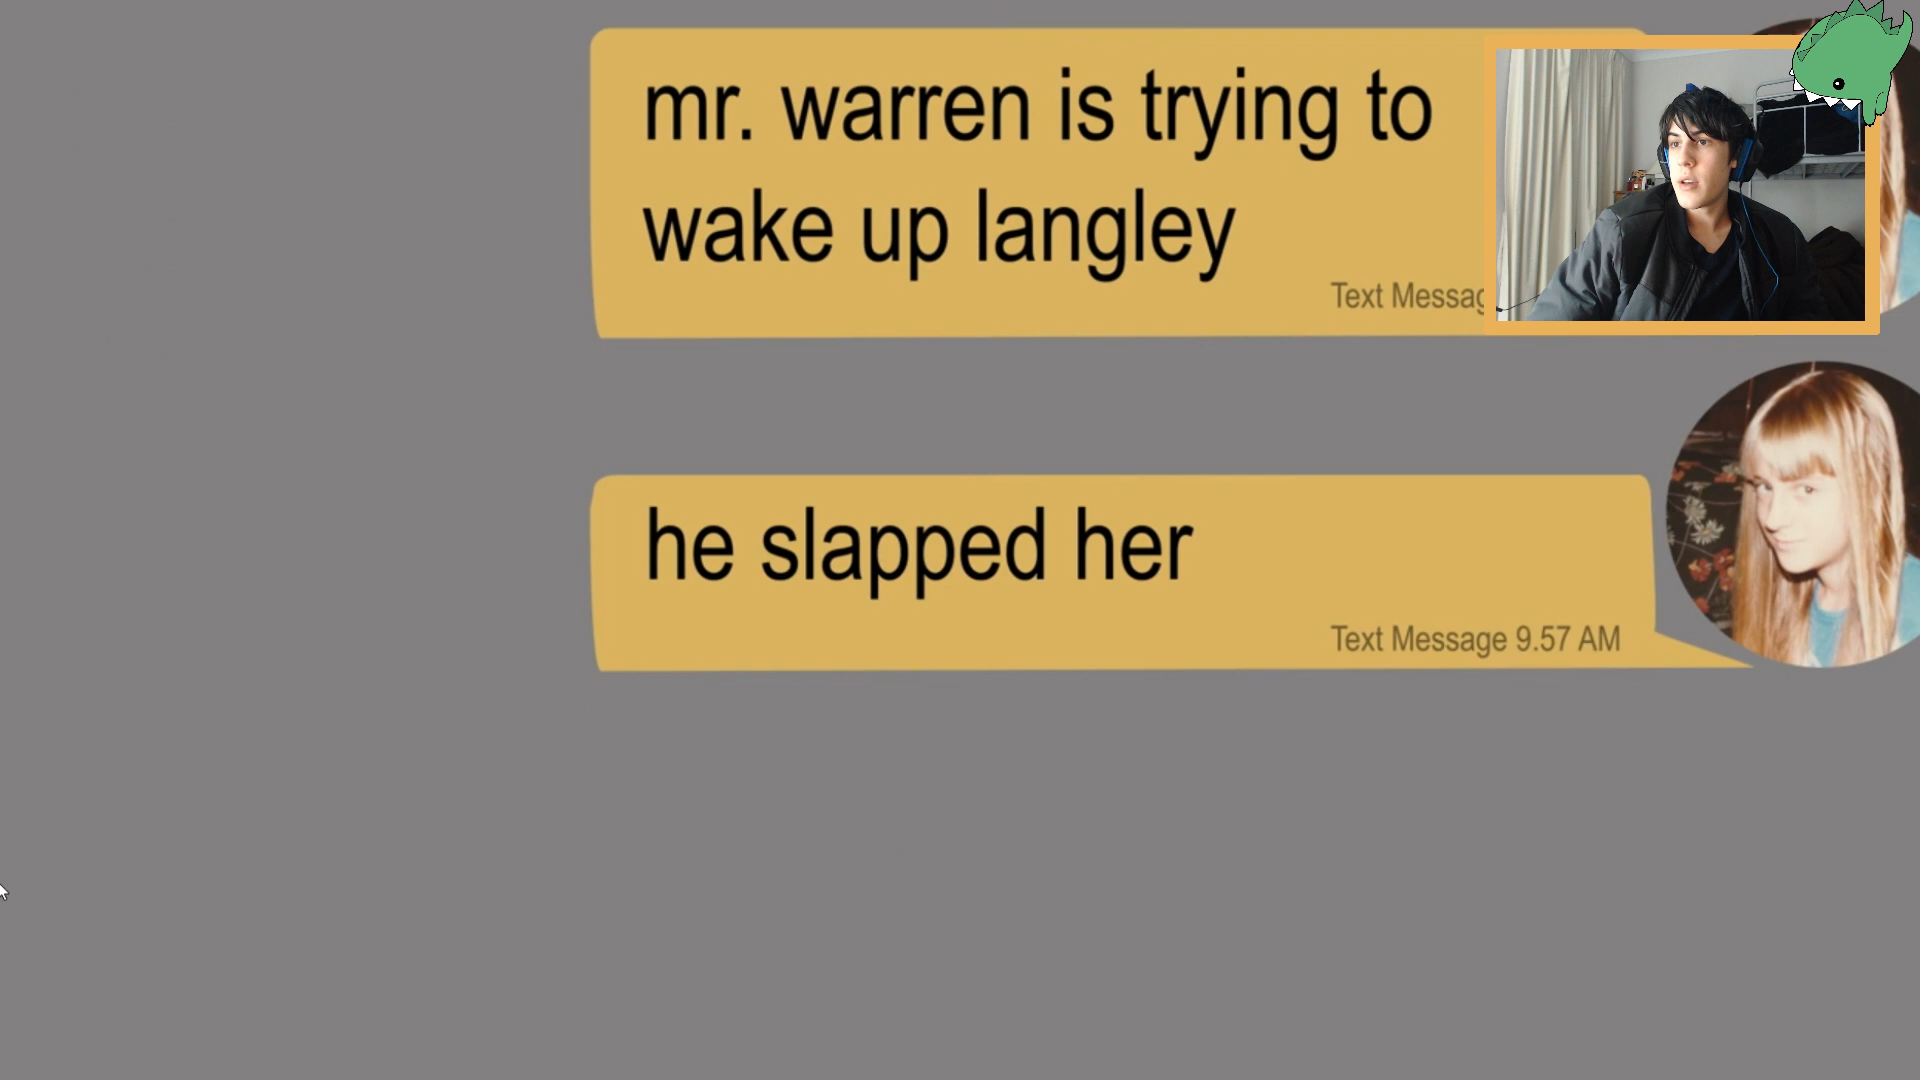 mr. warren is trying to
wake up langley
Text Messag
he slapped her
Text Message 9.57 AM